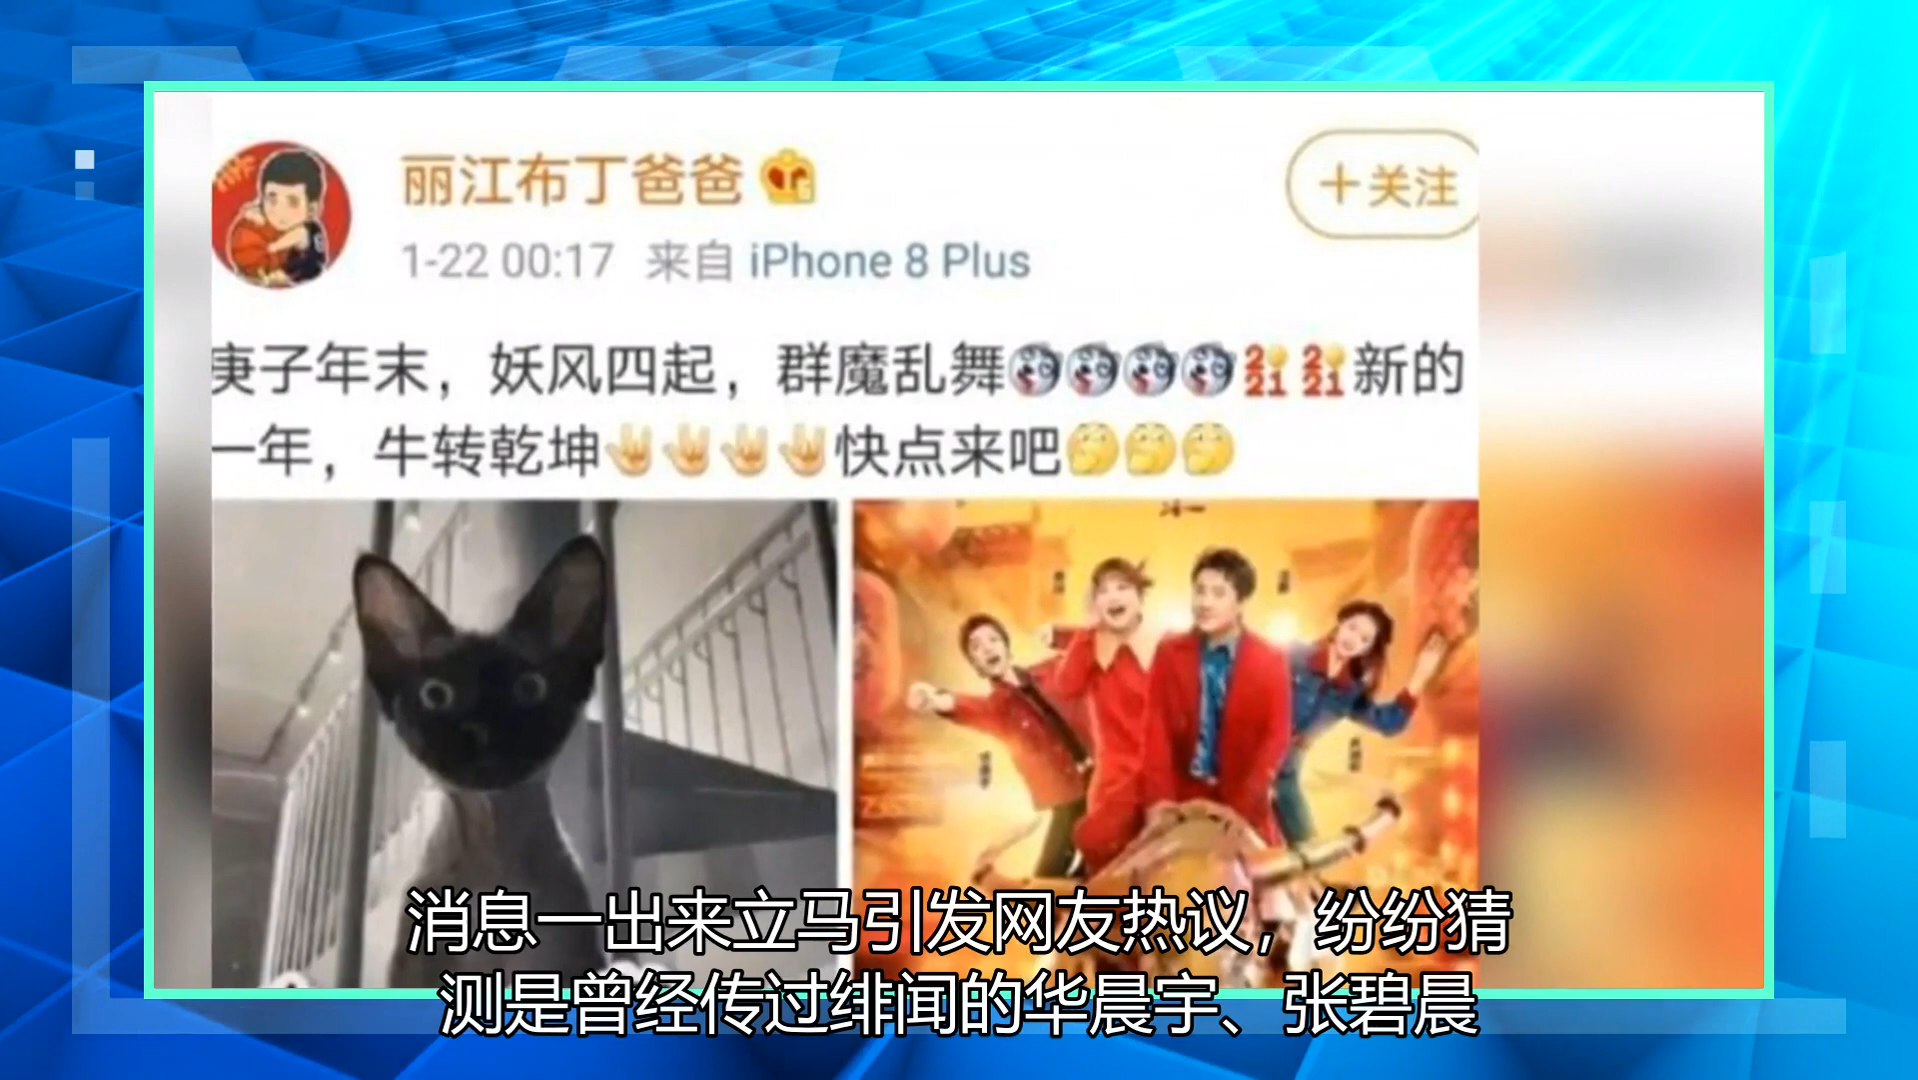 丽江布丁爸爸
+关注
1-22 00:17 来自 iPhone 8 Plus
庚子年末，妖风四起，群魔乱舞 2021 2021 新的
一年，牛转乾坤 快点来吧
消息一出来立马引发网友热议，纷纷猜
测是曾经传过绯闻的华晨宇、张碧晨